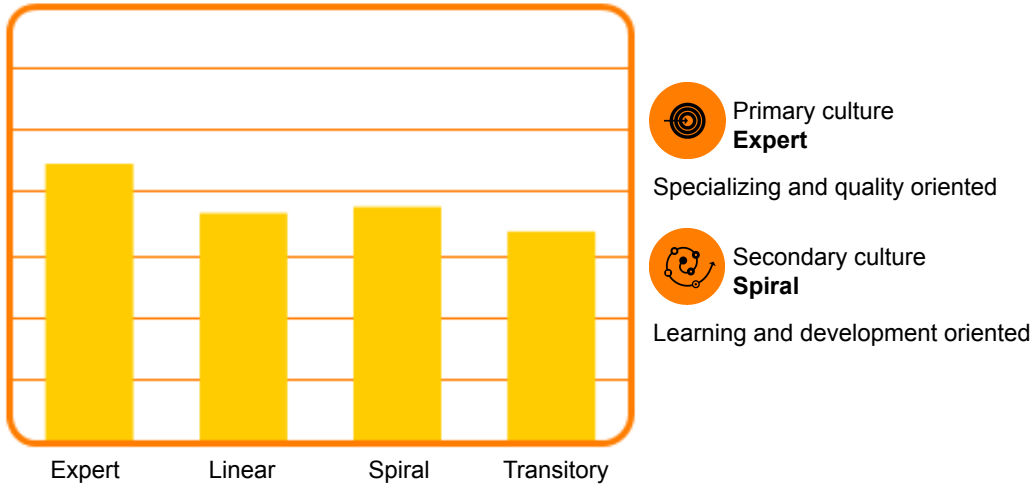 Primary culture
Expert
Specializing and quality oriented
Secondary culture
Spiral
Learning and development oriented
Expert Linear Spiral Transitory